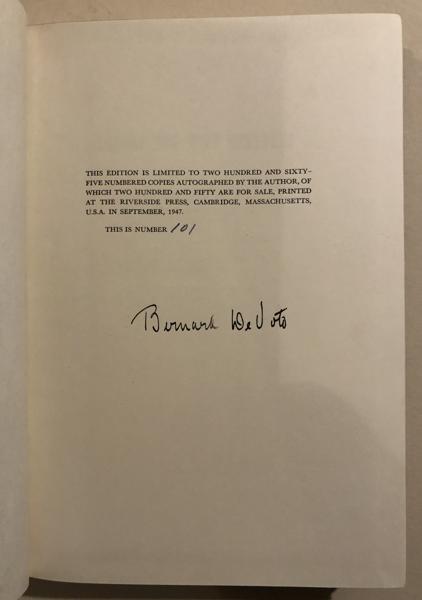 THIS EDITION IS LIMITED TO TWO HUNDRED AND SIXTY-
FIVE NUMBERED COPIES AUTOGRAPHED BY THE AUTHOR, OF
WHICH TWO HUNDRED AND FIFTY ARE FOR SALE, PRINTED
AT THE RIVERSIDE PRESS, CAMBRIDGE, MASSACHUSETTS,
U.S.A. IN SEPTEMBER, 1947.
THIS IS NUMBER 101
Bernard DeVoto